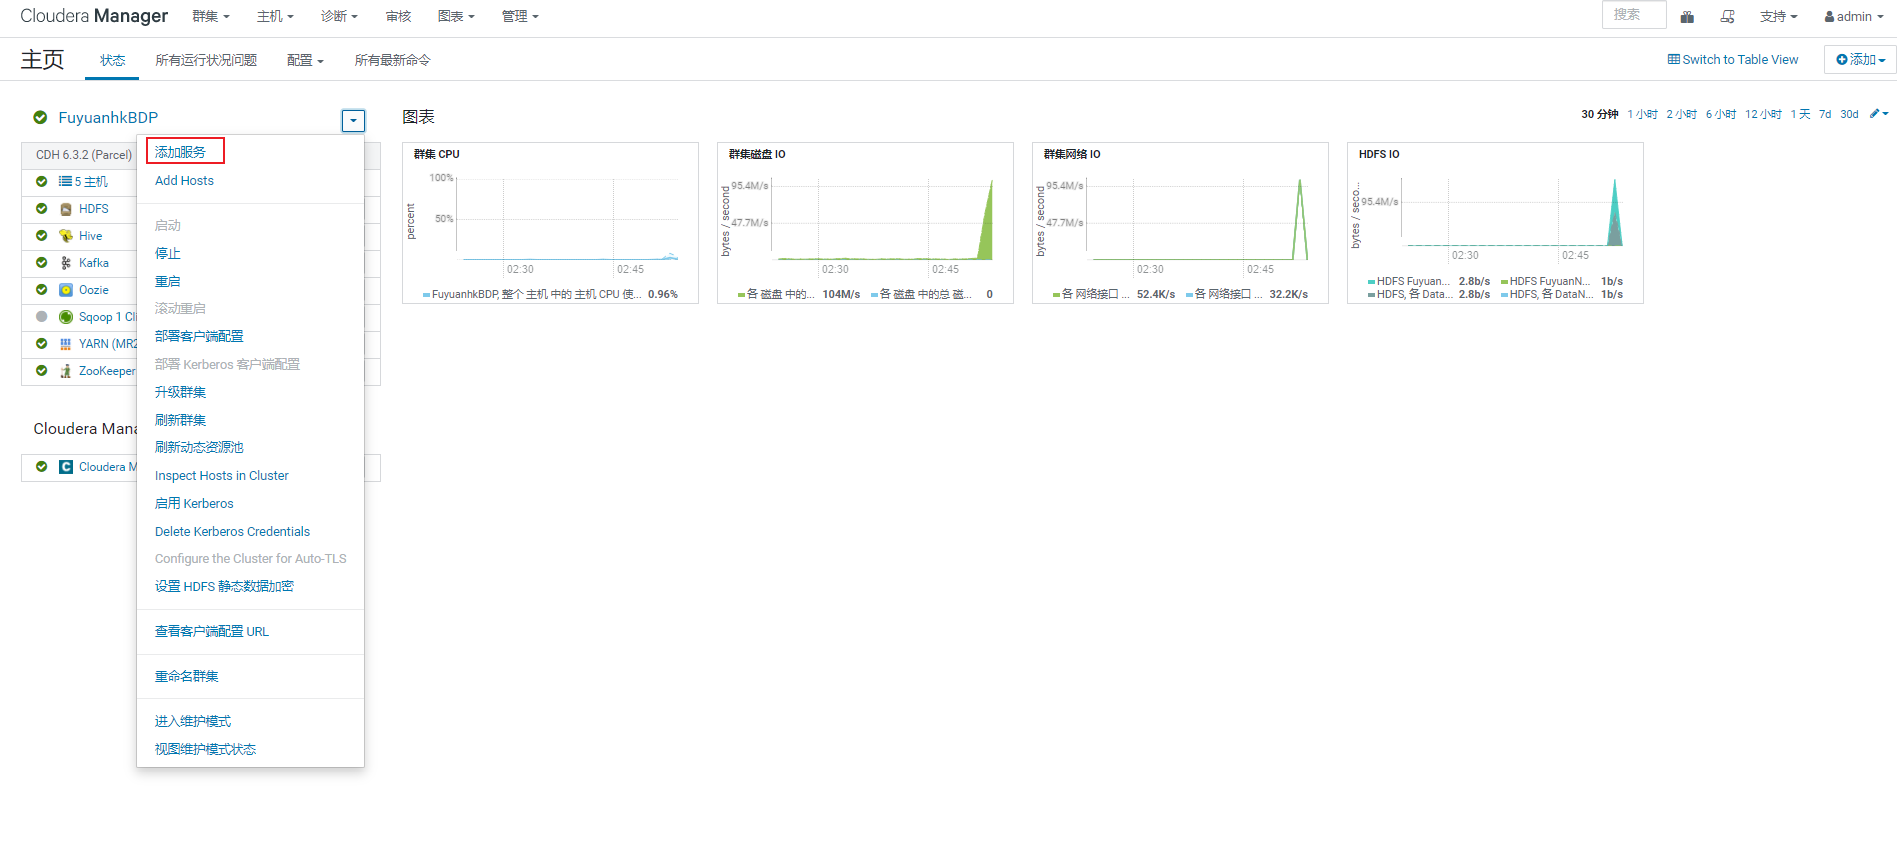 Cloudera Manager 群集 主机 诊断 审核 图表 管理 搜索 支持 admin
主页 状态 所有运行状况问题 配置 所有最新命令 Switch to Table View 添加
FuyuanhkBDP
CDH 6.3.2 (Parcel)
5 主机
HDFS
Hive
Kafka
Oozie
Sqoop 1 Cli
YARN (MR2
ZooKeeper
Cloudera Mana
Cloudera M
添加服务
Add Hosts
启动
停止
重启
滚动重启
部署客户端配置
部署 Kerberos 客户端配置
升级群集
刷新群集
刷新动态资源池
Inspect Hosts in Cluster
启用 Kerberos
Delete Kerberos Credentials
Configure the Cluster for Auto-TLS
设置 HDFS 静态数据加密
查看客户端配置 URL
重命名群集
进入维护模式
视图维护模式状态
图表
30 分钟 1 小时 2 小时 6 小时 12 小时 1 天 7d 30d
群集 CPU
percent
100%
50%
02:30 02:45
FuyuanhkBDP, 整个 主机 中的 主机 CPU 使... 0.96%
群集磁盘 IO
bytes / second
95.4M/s
47.7M/s
02:30 02:45
各 磁盘 中的... 104M/s 各 磁盘 中的总 磁... 0
群集网络 IO
bytes / second
95.4M/s
47.7M/s
02:30 02:45
各 网络接口 ... 52.4K/s 各 网络接口 ... 32.2K/s
HDFS IO
bytes / sec...
95.4M/s
02:30 02:45
HDFS Fuyuan... 2.8b/s HDFS FuyuanN... 1b/s
HDFS, 各 Data... 2.8b/s HDFS, 各 DataN... 1b/s